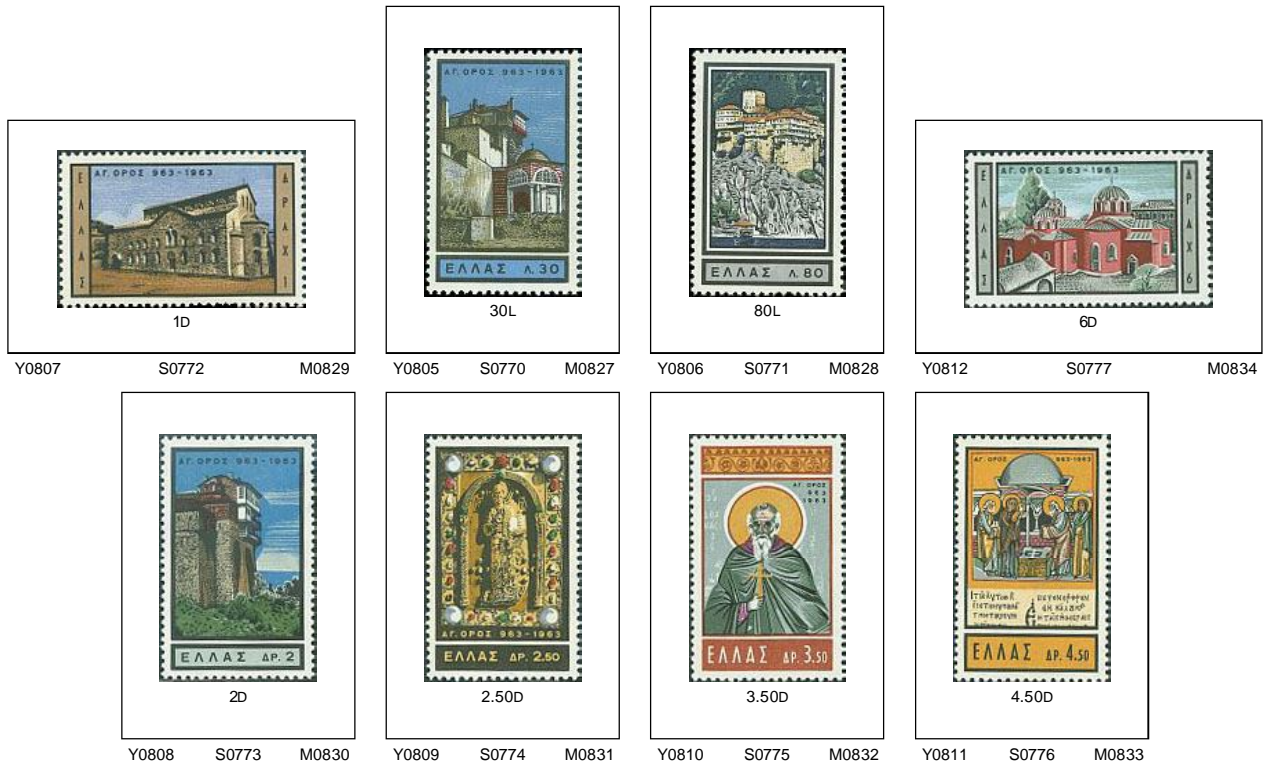 ΑΓ. ΟΡΟΣ 963-1963
ΕΛΛΑΣ
ΔΡΑΧ 1
1D
Y0807 S0772 M0829
ΑΓ. ΟΡΟΣ 963-1963
ΕΛΛΑΣ Λ. 30
30L
Y0805 S0770 M0827
ΑΓ. ΟΡΟΣ 963-1963
ΕΛΛΑΣ Λ. 80
80L
Y0806 S0771 M0828
ΑΓ. ΟΡΟΣ 963-1963
ΕΛΛΑΣ
ΔΡΑΧ 6
6D
Y0812 S0777 M0834
ΑΓ. ΟΡΟΣ 963-1963
ΕΛΛΑΣ ΔΡ. 2
2D
Y0808 S0773 M0830
ΑΓ. ΟΡΟΣ 963-1963
ΕΛΛΑΣ ΔΡ. 2.50
2.50D
Y0809 S0774 M0831
ΑΓ. ΟΡΟΣ
963
1963
ΕΛΛΑΣ ΔΡ. 3.50
3.50D
Y0810 S0775 M0832
ΑΓ. ΟΡΟΣ 963-1963
ΕΛΛΑΣ ΔΡ. 4.50
4.50D
Y0811 S0776 M0833